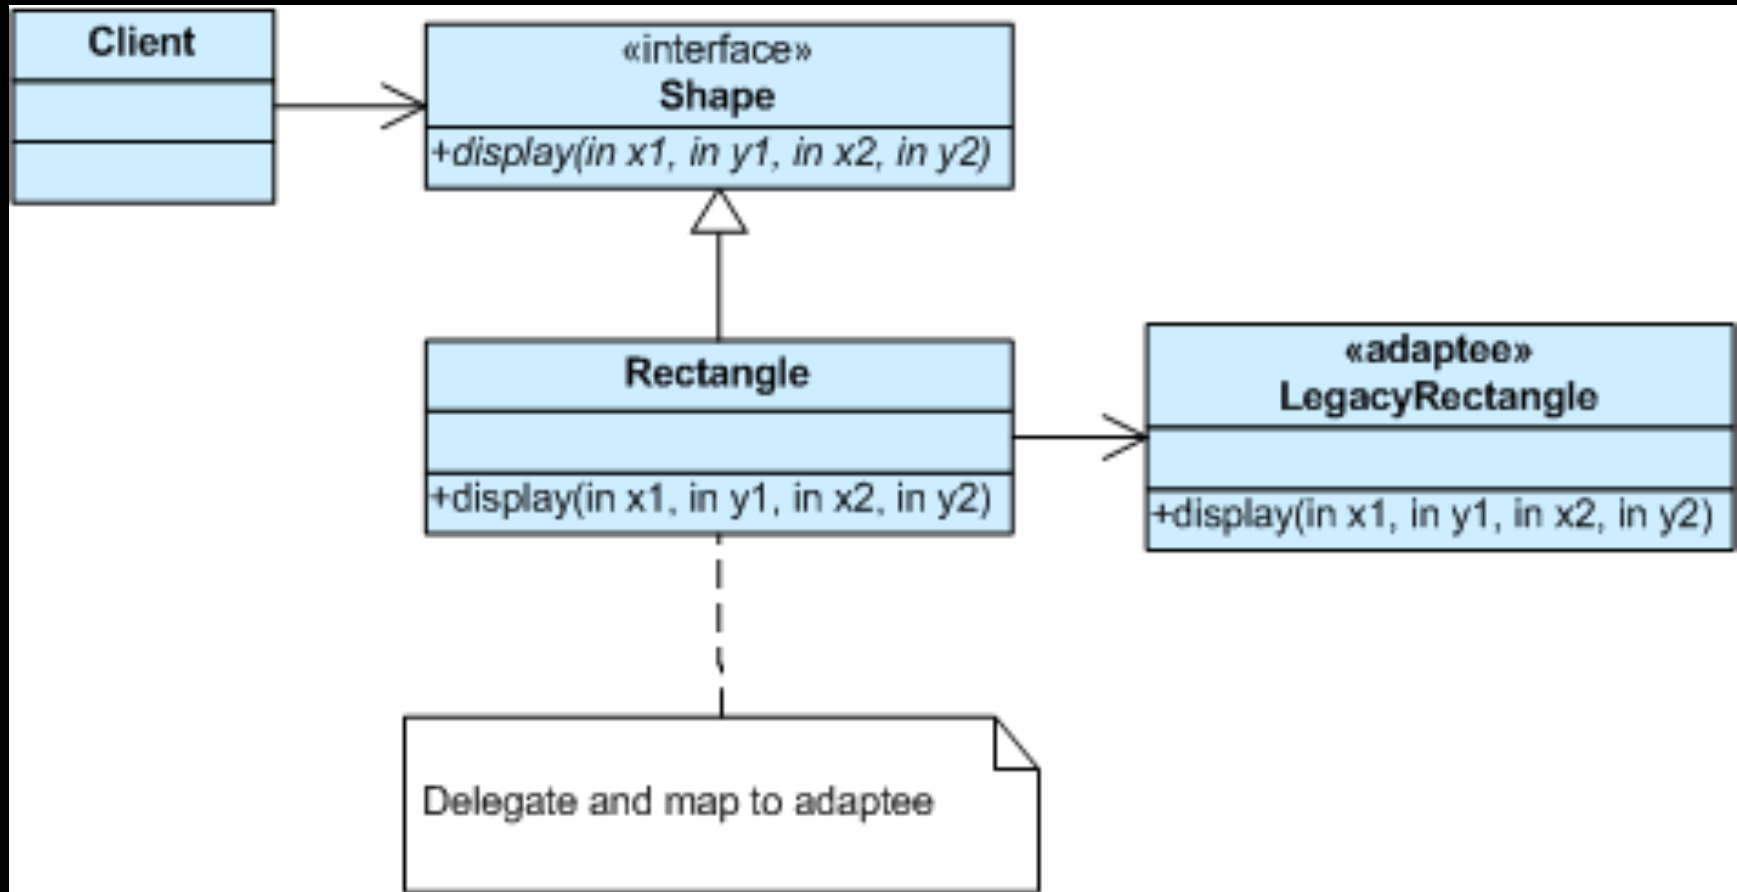 Client
«interface»
Shape
+display(in x1, in y1, in x2, in y2)
Rectangle
+display(in x1, in y1, in x2, in y2)
«adaptee»
LegacyRectangle
+display(in x1, in y1, in x2, in y2)
Delegate and map to adaptee